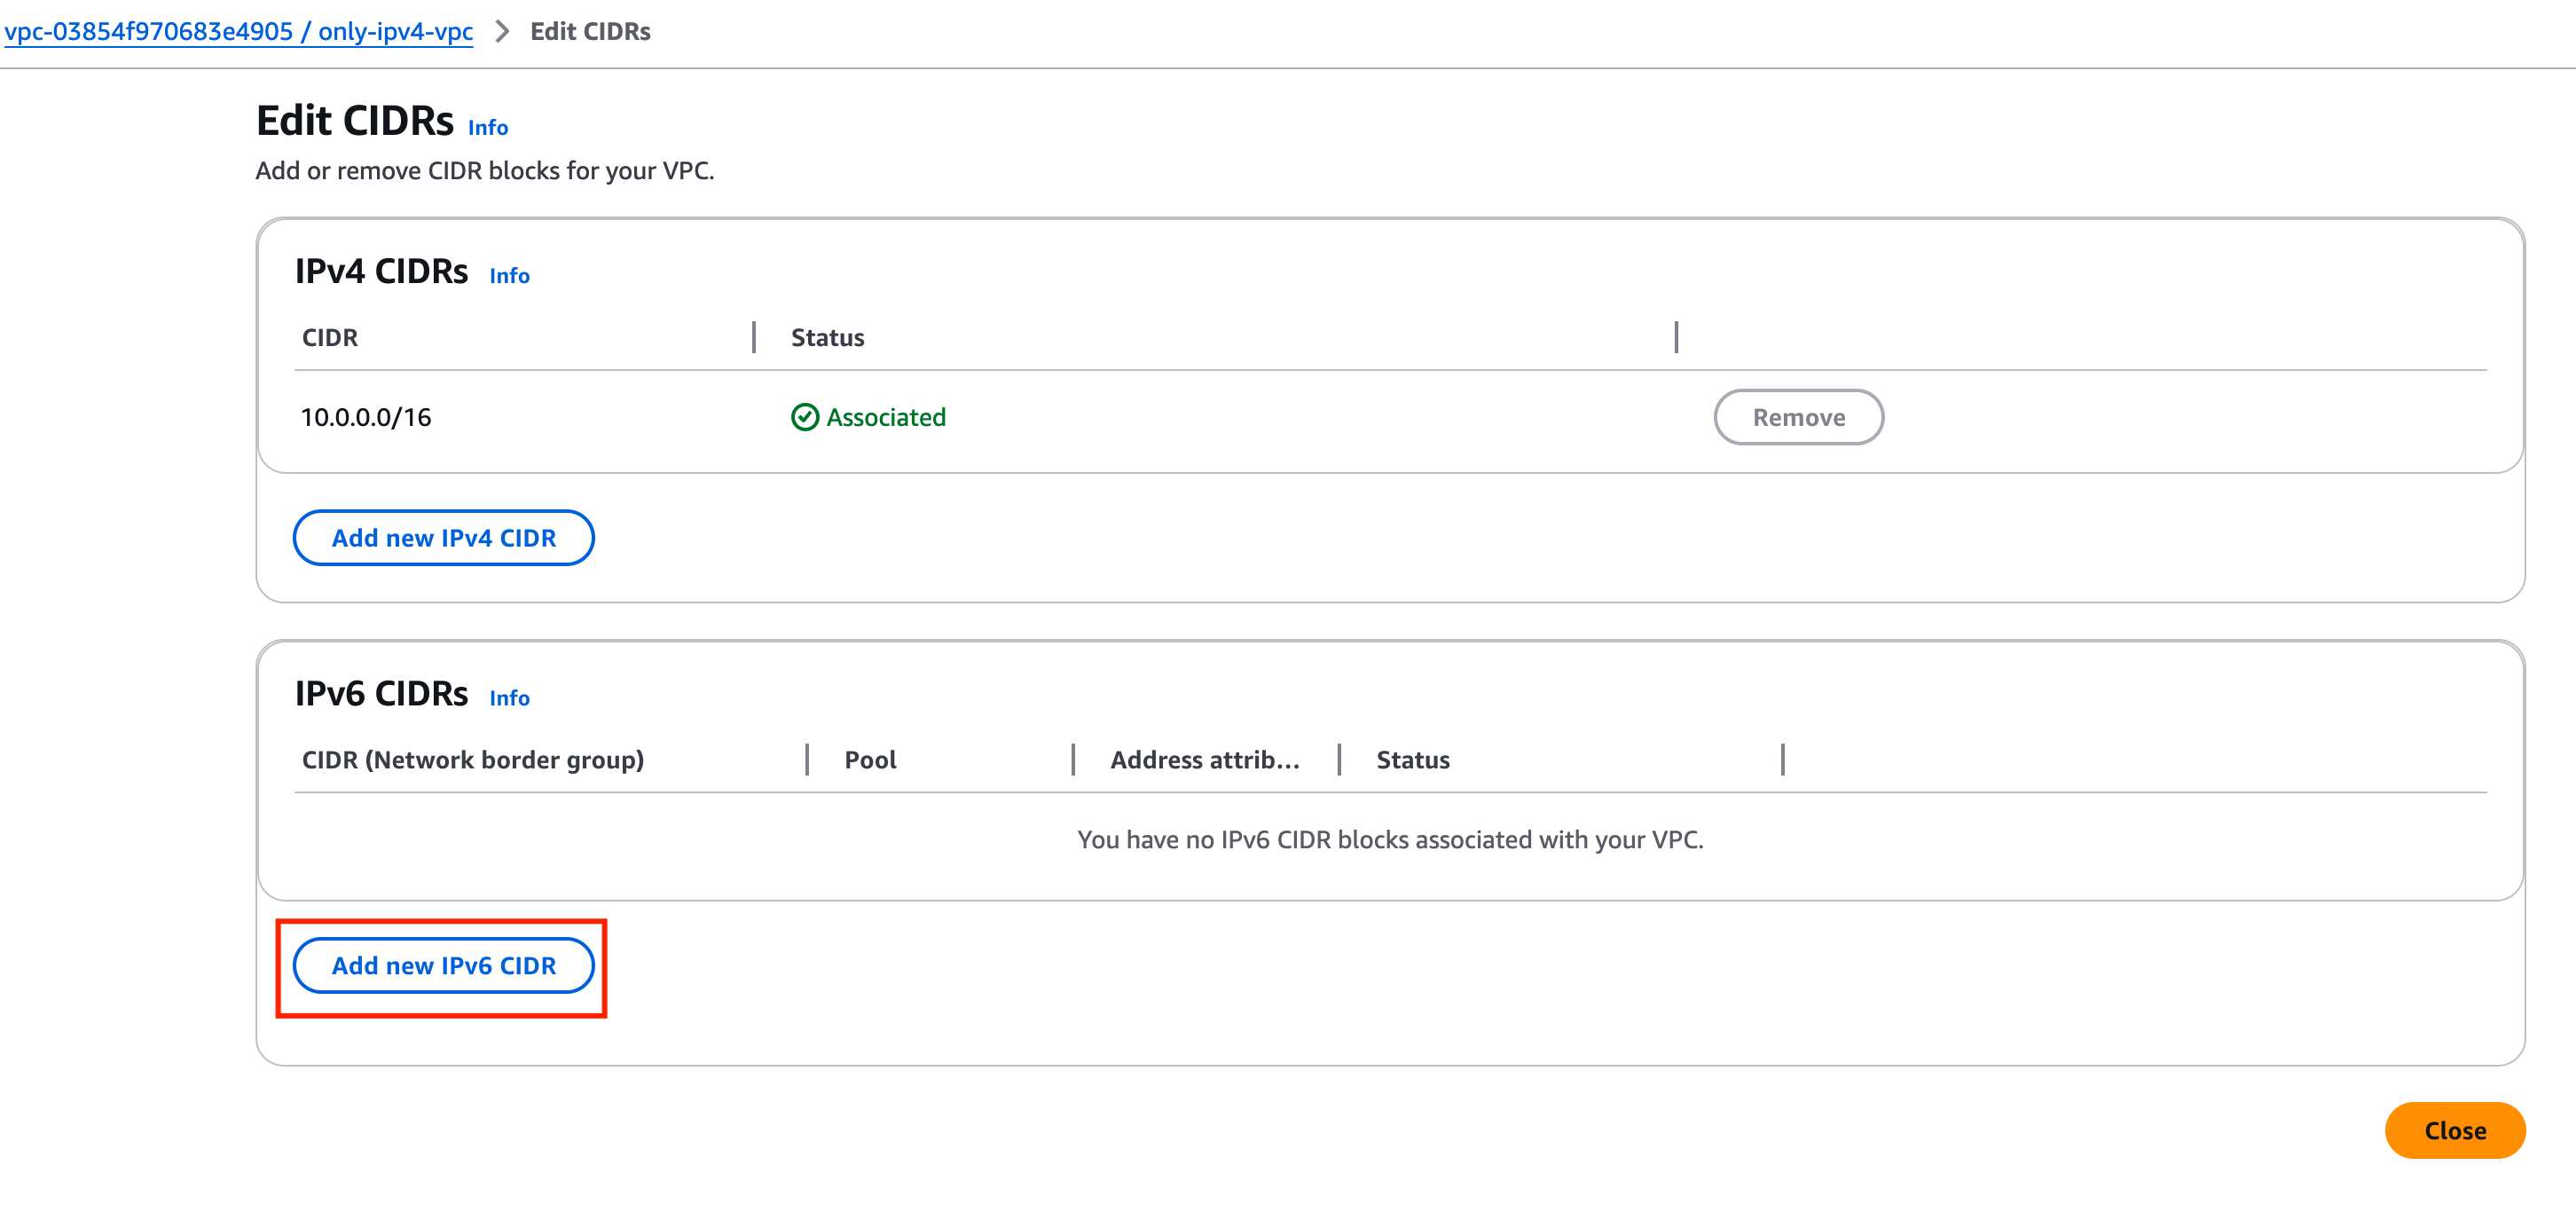 vpc-03854f970683e4905 / only-ipv4-vpc > Edit CIDRs
Edit CIDRs Info
Add or remove CIDR blocks for your VPC.
IPv4 CIDRs Info
CIDR | Status |
10.0.0.0/16 Associated Remove
Add new IPv4 CIDR
IPv6 CIDRs Info
CIDR (Network border group) | Pool | Address attrib... | Status |
You have no IPv6 CIDR blocks associated with your VPC.
Add new IPv6 CIDR
Close